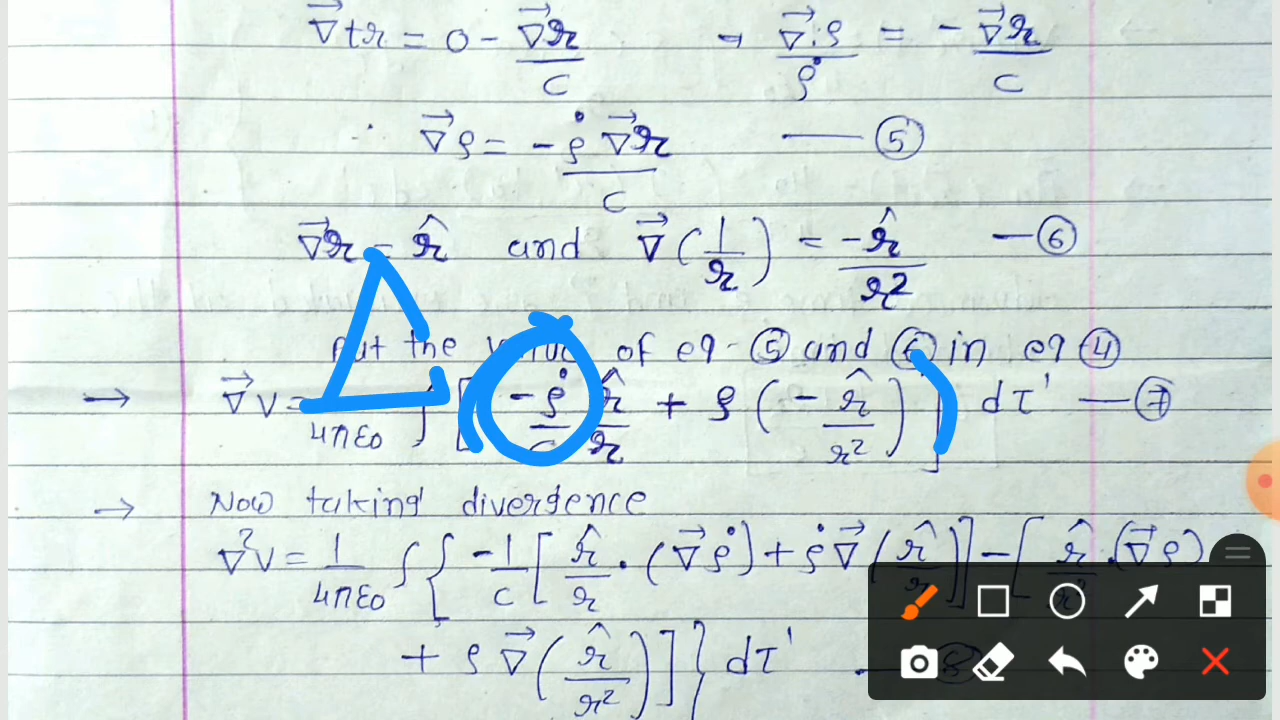 ∇⃗tr = 0 - ∇⃗r/c → ∇⃗.ρ/ρ̇ = - ∇⃗r/c
∴ ∇⃗ρ = - ρ̇ ∇⃗r/c — ⑤
∇⃗r = r̂ and ∇⃗(1/r) = -r̂/r² — ⑥
Put the value of eq - ⑤ and ⑥ in eq ④
→ ∇⃗V = 1/4πε₀ ∫ [-ρ̇/c r̂/r + ρ(-r̂/r²)] dτ' — ⑦
→ Now taking divergence
∇²V = 1/4πε₀ ∫ { -1/c [r̂/r . (∇⃗ρ̇) + ρ̇ ∇⃗(r̂/r)] - [r̂/r² .(∇⃗ρ)
+ ρ ∇⃗(r̂/r²)]} dτ' — ⑧